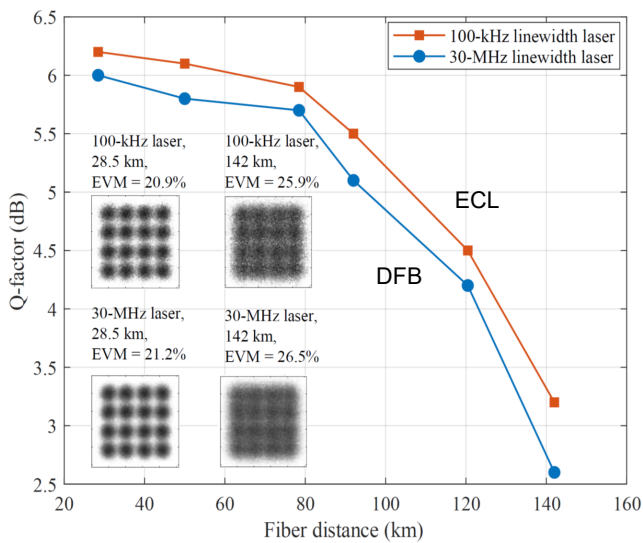 6.5
6
5.5
5
4.5
4
3.5
3
2.5
Q-factor (dB)
100-kHz linewidth laser
30-MHz linewidth laser
100-kHz laser,
28.5 km,
EVM = 20.9%
100-kHz laser,
142 km,
EVM = 25.9%
ECL
DFB
30-MHz laser,
28.5 km,
EVM = 21.2%
30-MHz laser,
142 km,
EVM = 26.5%
20 40 60 80 100 120 140 160
Fiber distance (km)